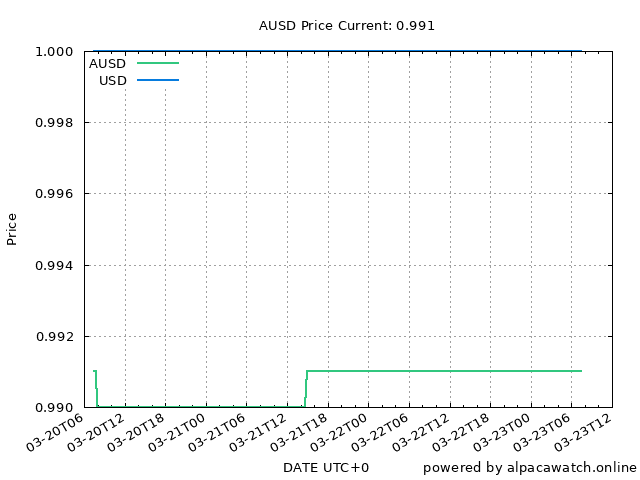 AUSD Price Current: 0.991
1.000
AUSD
USD
0.998
0.996
Price
0.994
0.992
0.990
03-20T06
03-20T12
03-20T18
03-21T00
03-21T06
03-21T12
03-21T18
03-22T00
03-22T06
03-22T12
03-22T18
03-23T00
03-23T06
03-23T12
DATE UTC+0
powered by alpacawatch.online